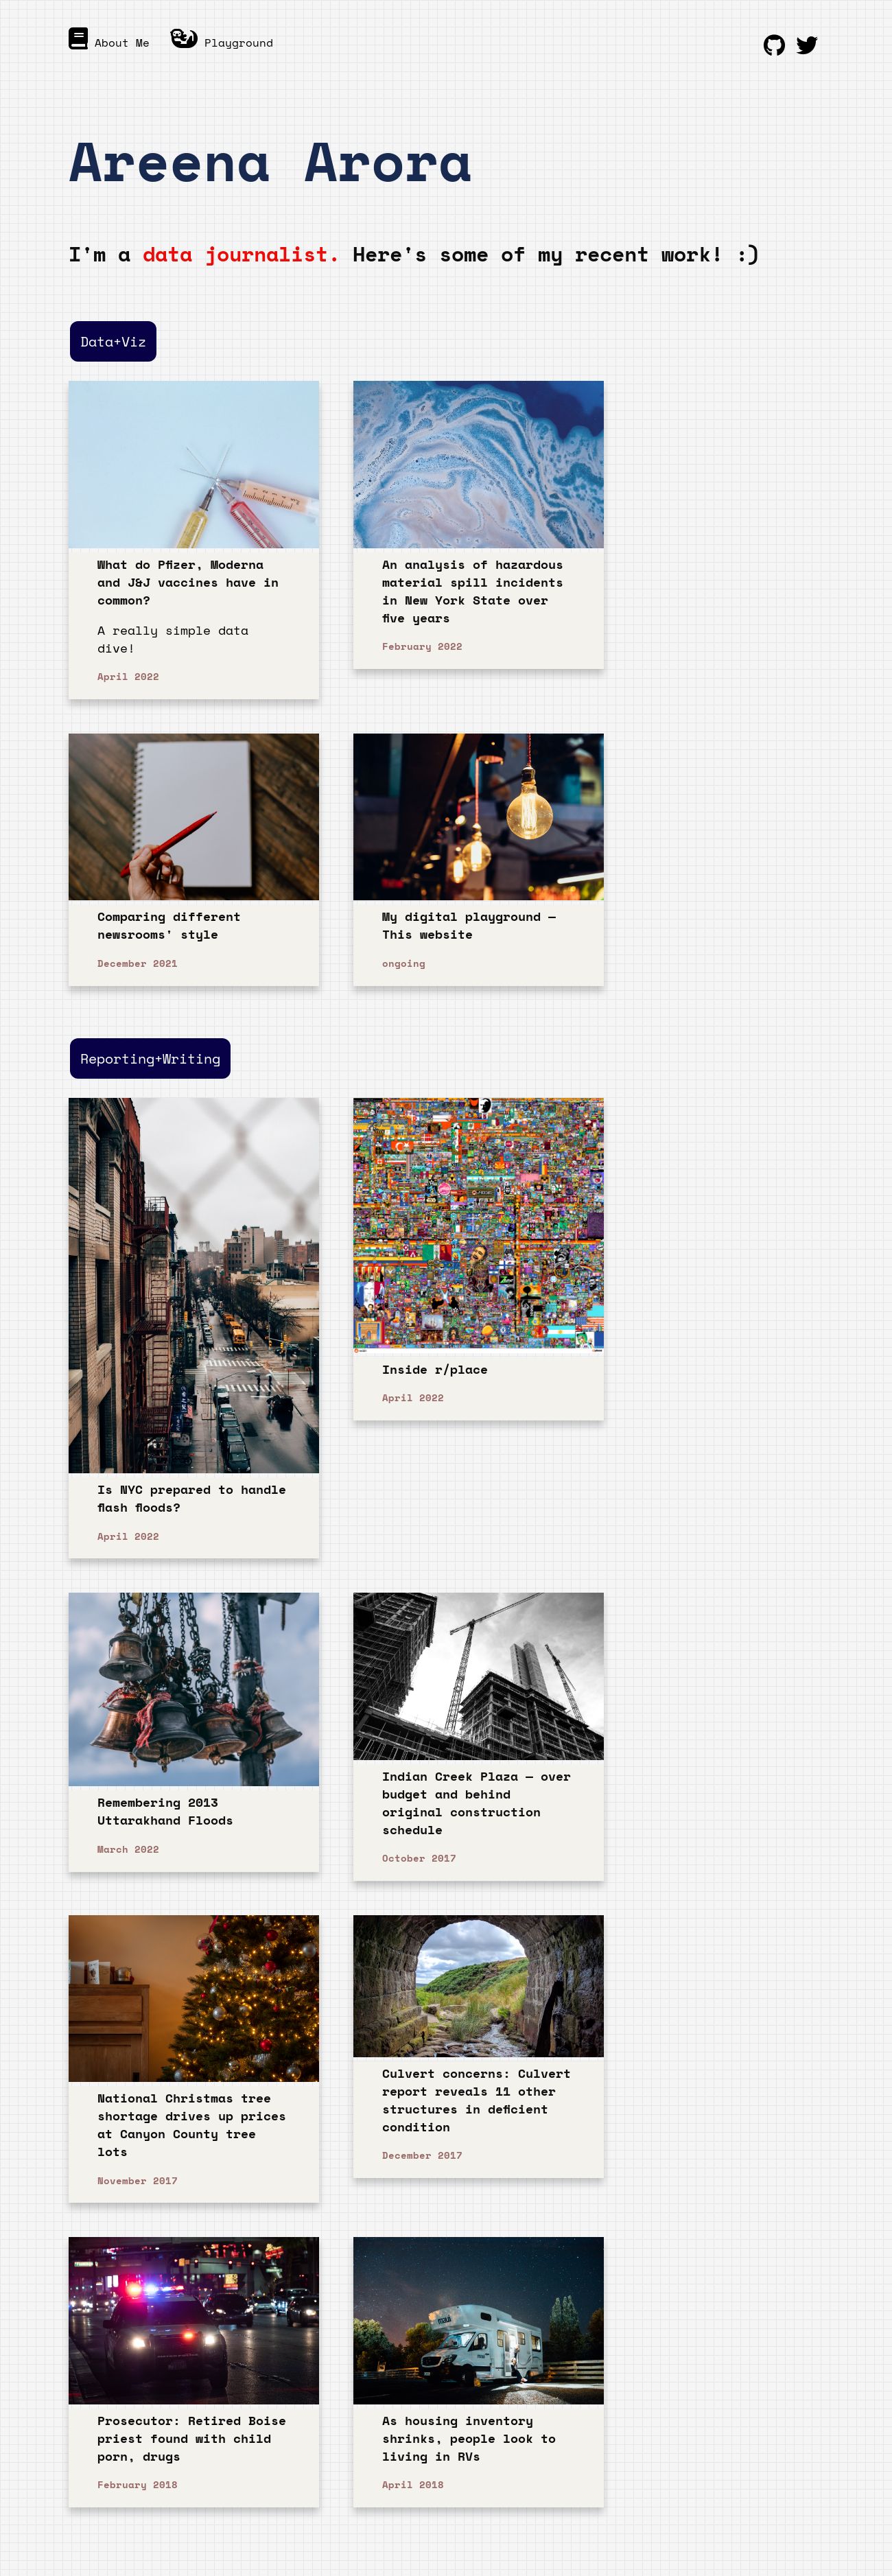 About Me
Playground
Areena Arora
I'm a data journalist. Here's some of my recent work! :)
Data+Viz
What do Pfizer, Moderna
and J&J vaccines have in
common?
A really simple data
dive!
April 2022
An analysis of hazardous
material spill incidents
in New York State over
five years
February 2022
Comparing different
newsrooms' style
December 2021
My digital playground —
This website
ongoing
Reporting+Writing
Is NYC prepared to handle
flash floods?
April 2022
Inside r/place
April 2022
Remembering 2013
Uttarakhand Floods
March 2022
Indian Creek Plaza — over
budget and behind
original construction
schedule
October 2017
National Christmas tree
shortage drives up prices
at Canyon County tree
lots
November 2017
Culvert concerns: Culvert
report reveals 11 other
structures in deficient
condition
December 2017
Prosecutor: Retired Boise
priest found with child
porn, drugs
February 2018
As housing inventory
shrinks, people look to
living in RVs
April 2018